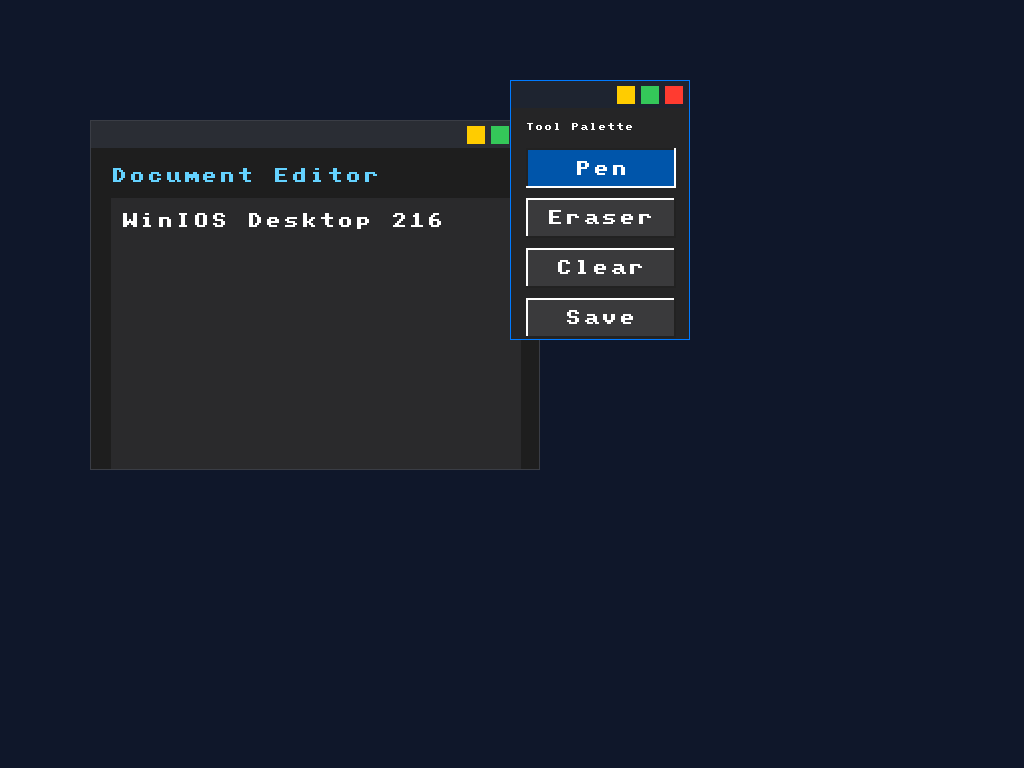 Document Editor
WinIOS Desktop 216
Tool Palette
Pen
Eraser
Clear
Save